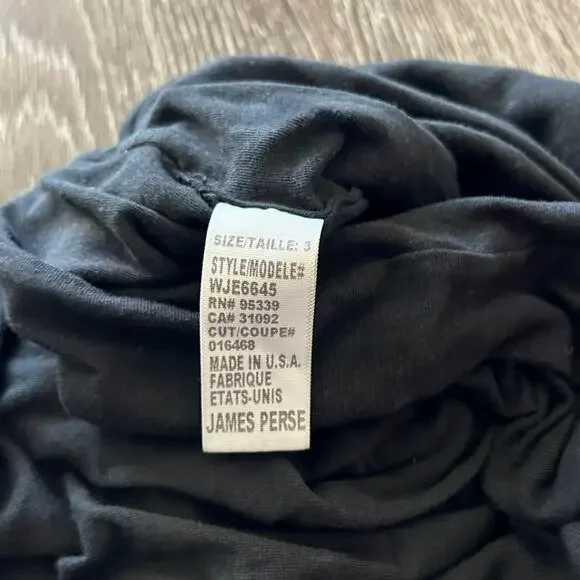 SIZE/TAILLE: 3
STYLE/MODELE#
WJE6645
RN# 95339
CA# 31092
CUT/COUPE#
016468
MADE IN U.S.A.
FABRIQUE
ETATS-UNIS
JAMES PERSE